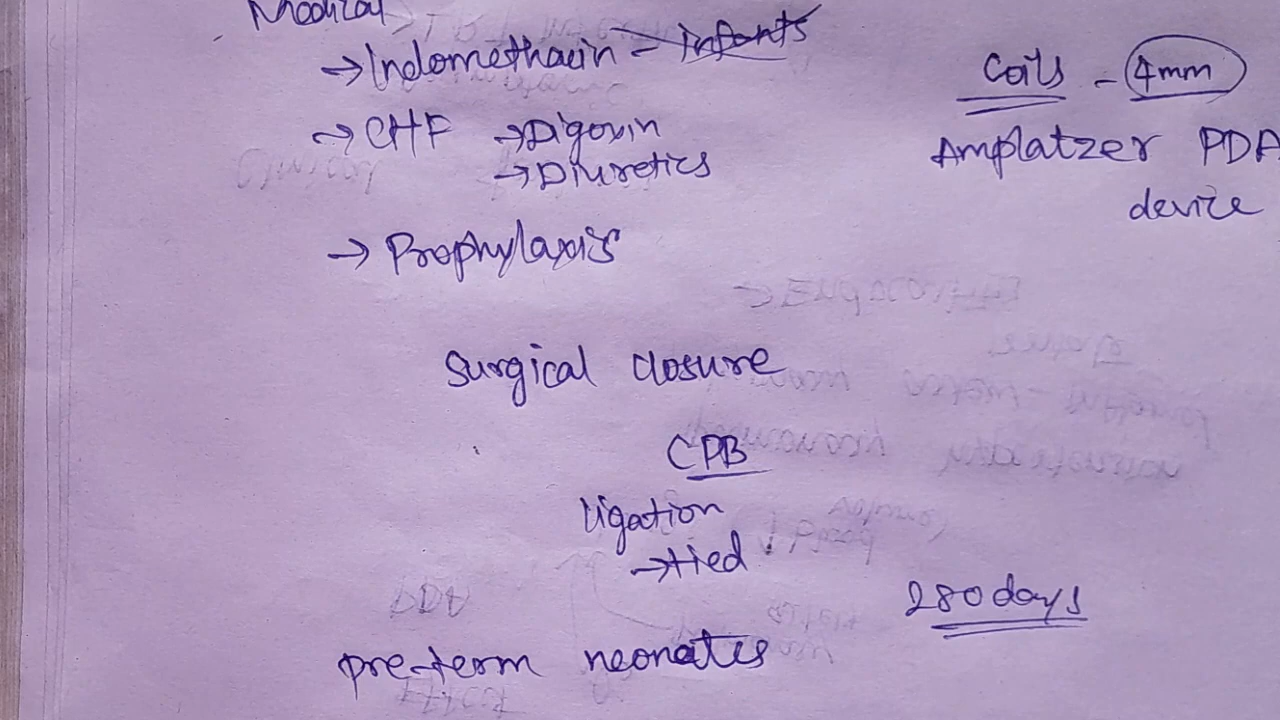 Medical
→ Indomethacin - Infants
→ CHF → Digoxin
→ Diuretics
→ Prophylaxis
Coils - 4mm
Amplatzer PDA
device
Surgical closure
CPB
ligation
→ tied
280 days
pre-term neonates